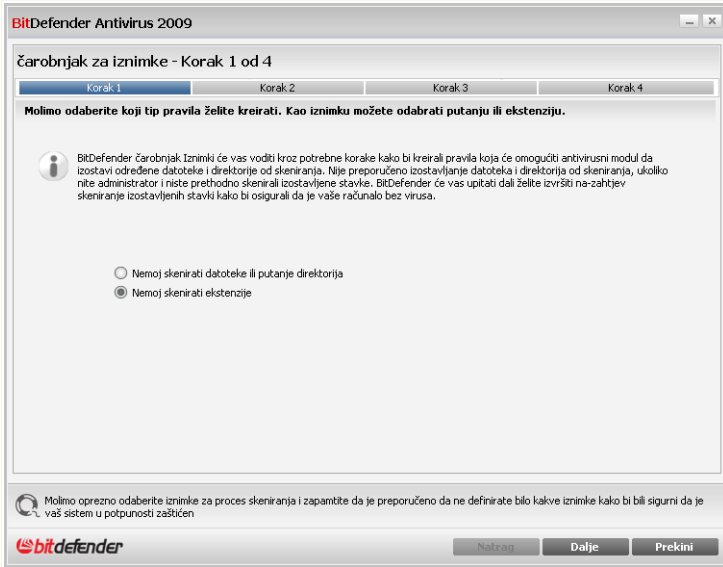 BitDefender Antivirus 2009
čarobnjak za iznimke - Korak 1 od 4
Korak 1 Korak 2 Korak 3 Korak 4
Molimo odaberite koji tip pravila želite kreirati. Kao iznimku možete odabrati putanju ili ekstenziju.
BitDefender čarobnjak Iznimki će vas voditi kroz potrebne korake kako bi kreirali pravila koja će omogućiti antivirusni modul da
izostavi određene datoteke i direktorije od skeniranja. Nije preporučeno izostavljanje datoteka i direktorija od skeniranja, ukoliko
nite administrator i niste prethodno skenirali izostavljene stavke. BitDefender će vas upitati dali želite izvršiti na-zahtjev
skeniranje izostavljenih stavki kako bi osigurali da je vaše računalo bez virusa.
Nemoj skenirati datoteke ili putanje direktorija
Nemoj skenirati ekstenzije
Molimo oprezno odaberite iznimke za proces skeniranja i zapamtite da je preporučeno da ne definirate bilo kakve iznimke kako bi bili sigurni da je
vaš sistem u potpunosti zaštićen
bitdefender
Natrag Dalje Prekini